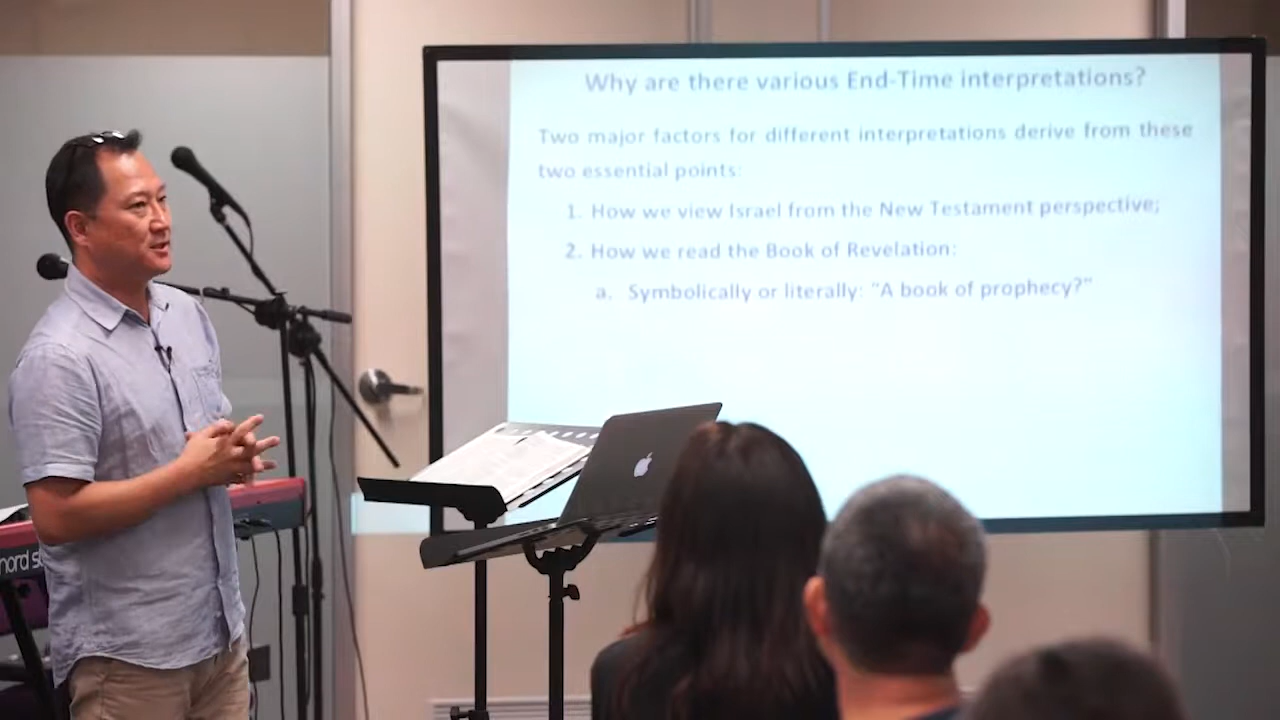 Why are there various End-Time interpretations?
Two major factors for different interpretations derive from these
two essential points:
1. How we view Israel from the New Testament perspective;
2. How we read the Book of Revelation:
a. Symbolically or literally: "A book of prophecy?"
nord s